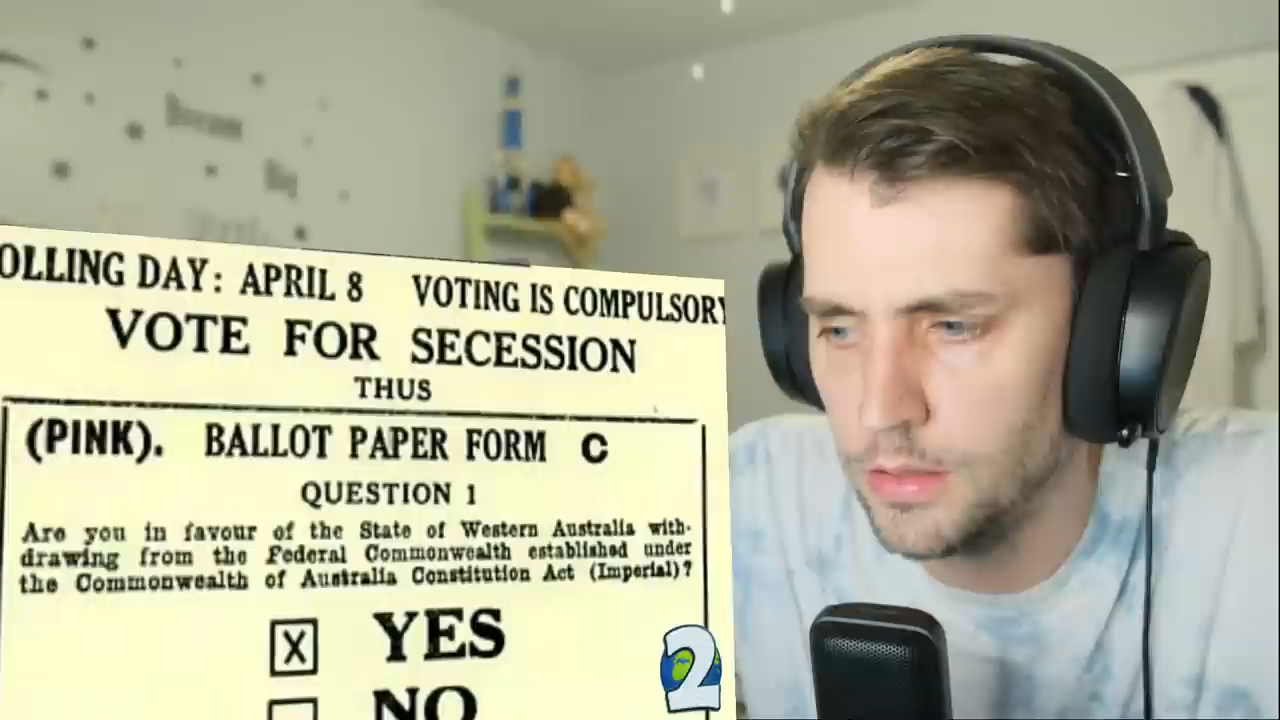 Dream
Big
OLLING DAY: APRIL 8 VOTING IS COMPULSORY
VOTE FOR SECESSION
THUS
(PINK). BALLOT PAPER FORM C
QUESTION 1
Are you in favour of the State of Western Australia with-
drawing from the Federal Commonwealth established under
the Commonwealth of Australia Constitution Act (Imperial)?
X YES
NO
2